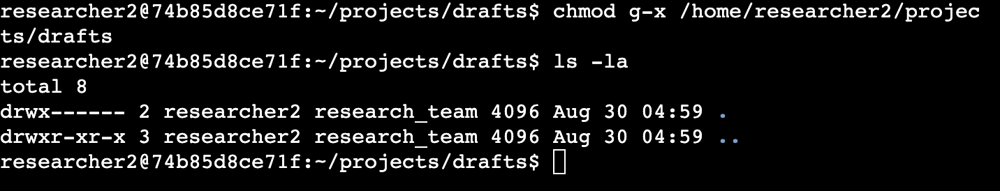 researcher2@74b85d8ce71f:~/projects/drafts$ chmod g-x /home/researcher2/projec
ts/drafts
researcher2@74b85d8ce71f:~/projects/drafts$ ls -la
total 8
drwx------ 2 researcher2 research_team 4096 Aug 30 04:59 .
drwxr-xr-x 3 researcher2 research_team 4096 Aug 30 04:59 ..
researcher2@74b85d8ce71f:~/projects/drafts$